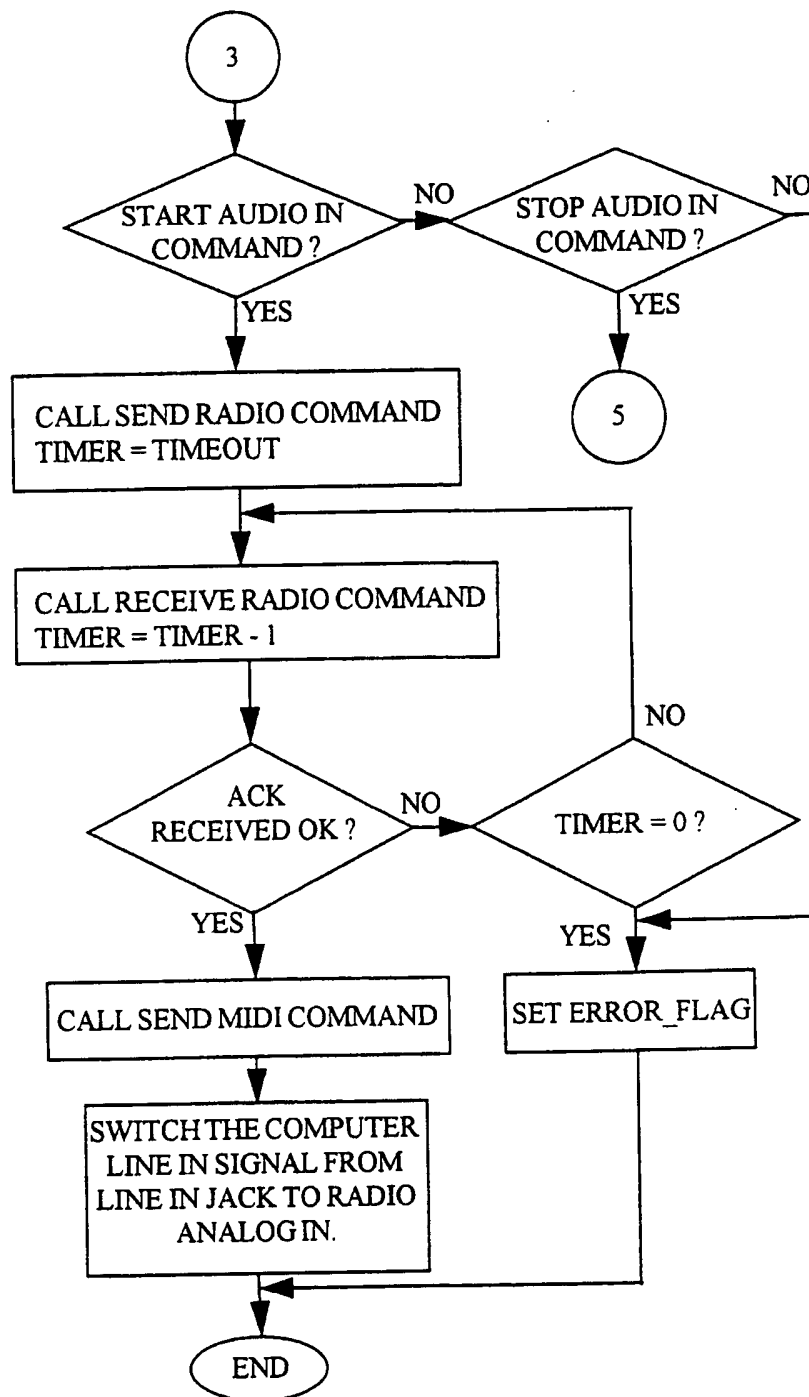 3
START AUDIO IN
COMMAND ?
NO
STOP AUDIO IN
COMMAND ?
NO
YES
YES
5
CALL SEND RADIO COMMAND
TIMER = TIMEOUT
CALL RECEIVE RADIO COMMAND
TIMER = TIMER - 1
NO
ACK
RECEIVED OK ?
NO
TIMER = 0 ?
YES
YES
CALL SEND MIDI COMMAND
SET ERROR_FLAG
SWITCH THE COMPUTER
LINE IN SIGNAL FROM
LINE IN JACK TO RADIO
ANALOG IN.
END